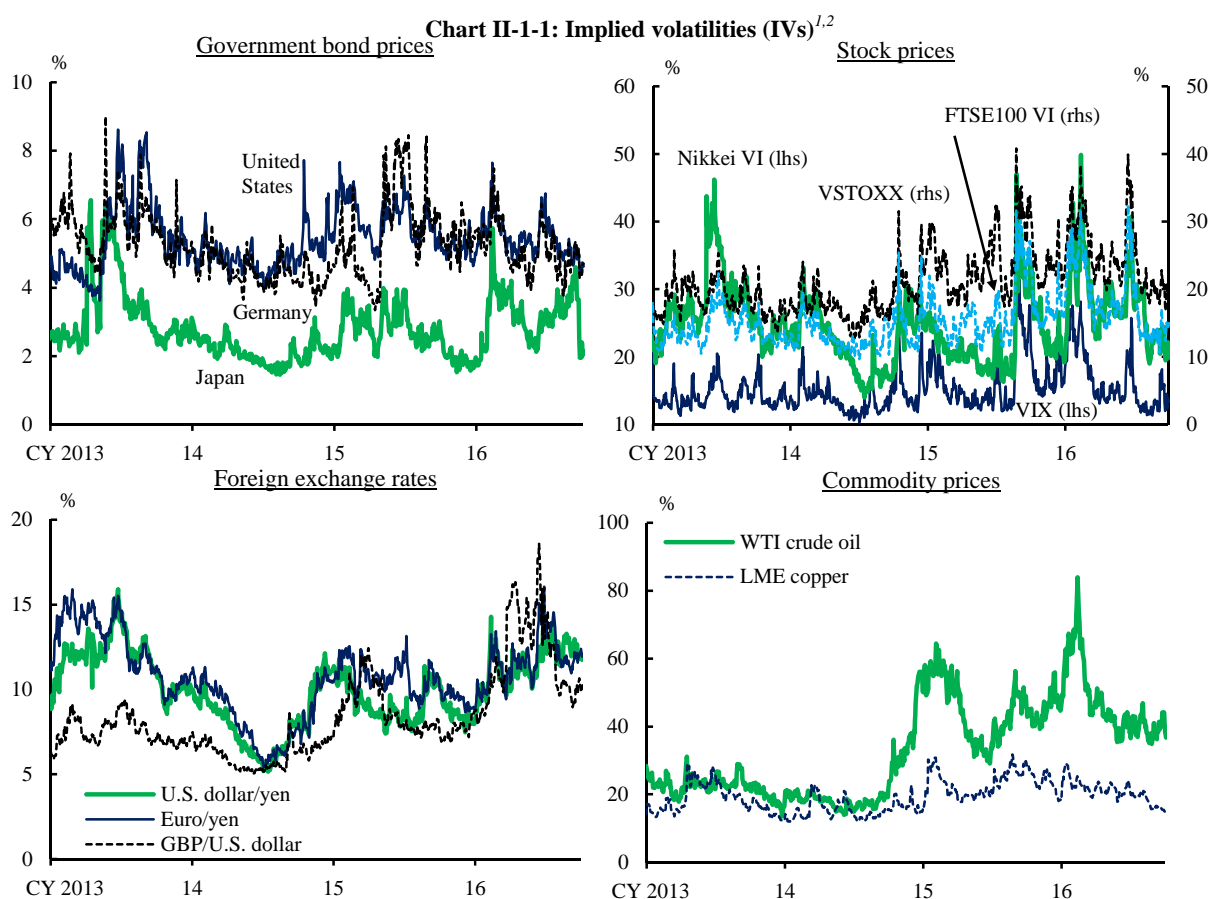 Chart II-1-1: Implied volatilities (IVs)1,2
Government bond prices
%
10
8
6
4
2
0
United
States
Germany
Japan
CY 2013 14 15 16
Stock prices
%
%
60
50
40
30
20
10
50
40
30
20
10
0
FTSE100 VI (rhs)
Nikkei VI (lhs)
VSTOXX (rhs)
VIX (lhs)
CY 2013 14 15 16
Foreign exchange rates
%
20
15
10
5
0
U.S. dollar/yen
Euro/yen
GBP/U.S. dollar
CY 2013 14 15 16
Commodity prices
%
100
80
60
40
20
0
WTI crude oil
LME copper
CY 2013 14 15 16